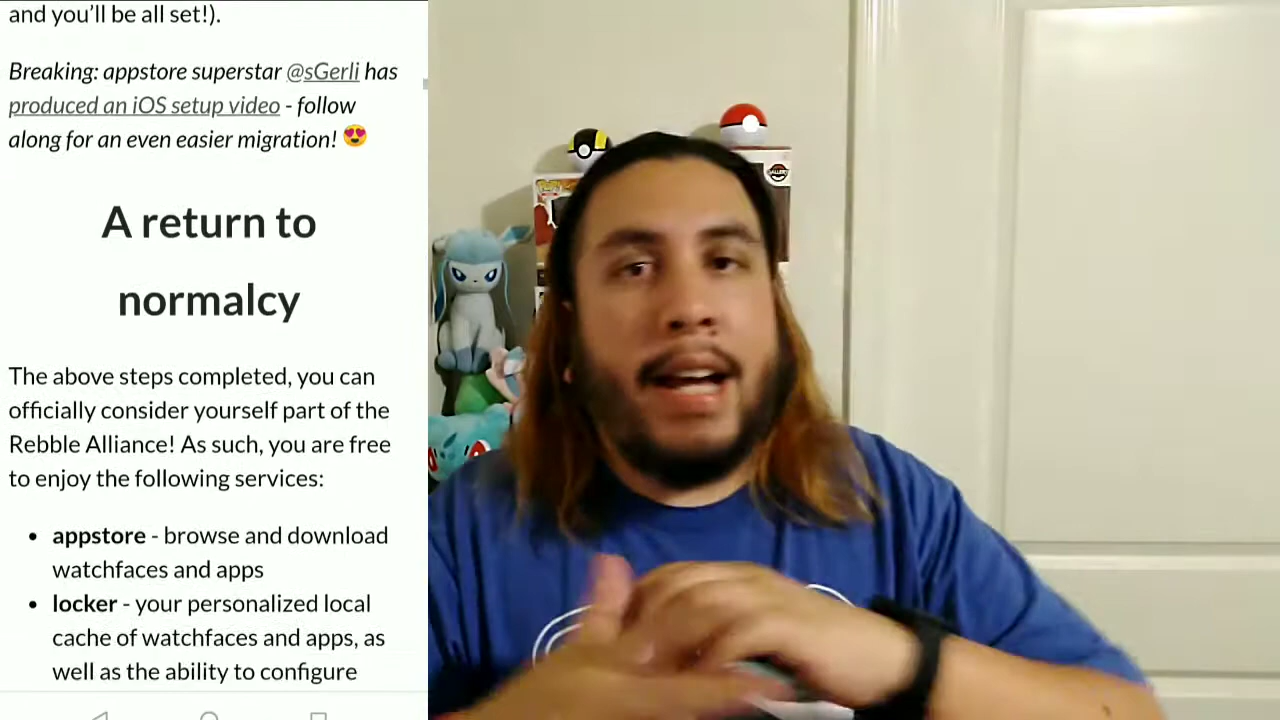 and you’ll be all set!).
Breaking: appstore superstar @sGerli has
produced an iOS setup video - follow
along for an even easier migration! 😍
A return to
normalcy
The above steps completed, you can
officially consider yourself part of the
Rebble Alliance! As such, you are free
to enjoy the following services:
• appstore - browse and download
watchfaces and apps
• locker - your personalized local
cache of watchfaces and apps, as
well as the ability to configure